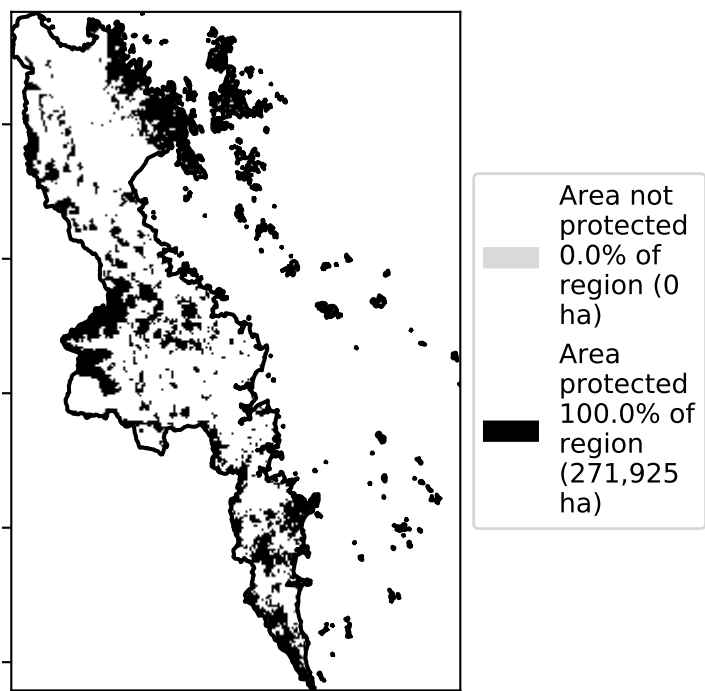 Area not
protected
0.0% of
region (0
ha)
Area
protected
100.0% of
region
(271,925
ha)